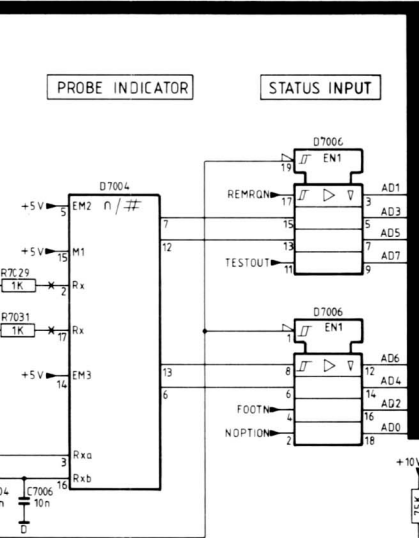 PROBE INDICATOR
STATUS INPUT
D7006
EN1
19
D7004
n/#
REMRQN
17
3
AD1
+5V
5
EM2
7
15
5
AD3
12
13
7
AD5
+5V
15
M1
TESTOUT
11
9
AD7
R7029
1K
2
Rx
R7031
1K
17
Rx
D7006
EN1
1
+5V
14
EM3
13
8
12
AD6
6
6
14
AD4
FOOTN
4
16
AD2
NOPTION
2
18
AD0
3
Rxa
+10V
16
Rxb
04
n
C7006
10n
75K